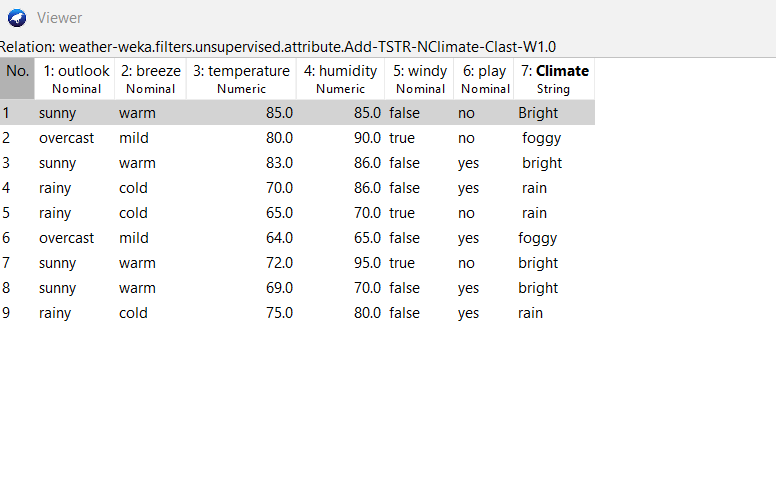 Viewer
Relation: weather-weka.filters.unsupervised.attribute.Add-TSTR-NClimate-Clast-W1.0
No. 1: outlook 2: breeze 3: temperature 4: humidity 5: windy 6: play 7: Climate
Nominal Nominal Numeric Numeric Nominal Nominal String
1 sunny warm 85.0 85.0 false no Bright
2 overcast mild 80.0 90.0 true no foggy
3 sunny warm 83.0 86.0 false yes bright
4 rainy cold 70.0 86.0 false yes rain
5 rainy cold 65.0 70.0 true no rain
6 overcast mild 64.0 65.0 false yes foggy
7 sunny warm 72.0 95.0 true no bright
8 sunny warm 69.0 70.0 false yes bright
9 rainy cold 75.0 80.0 false yes rain